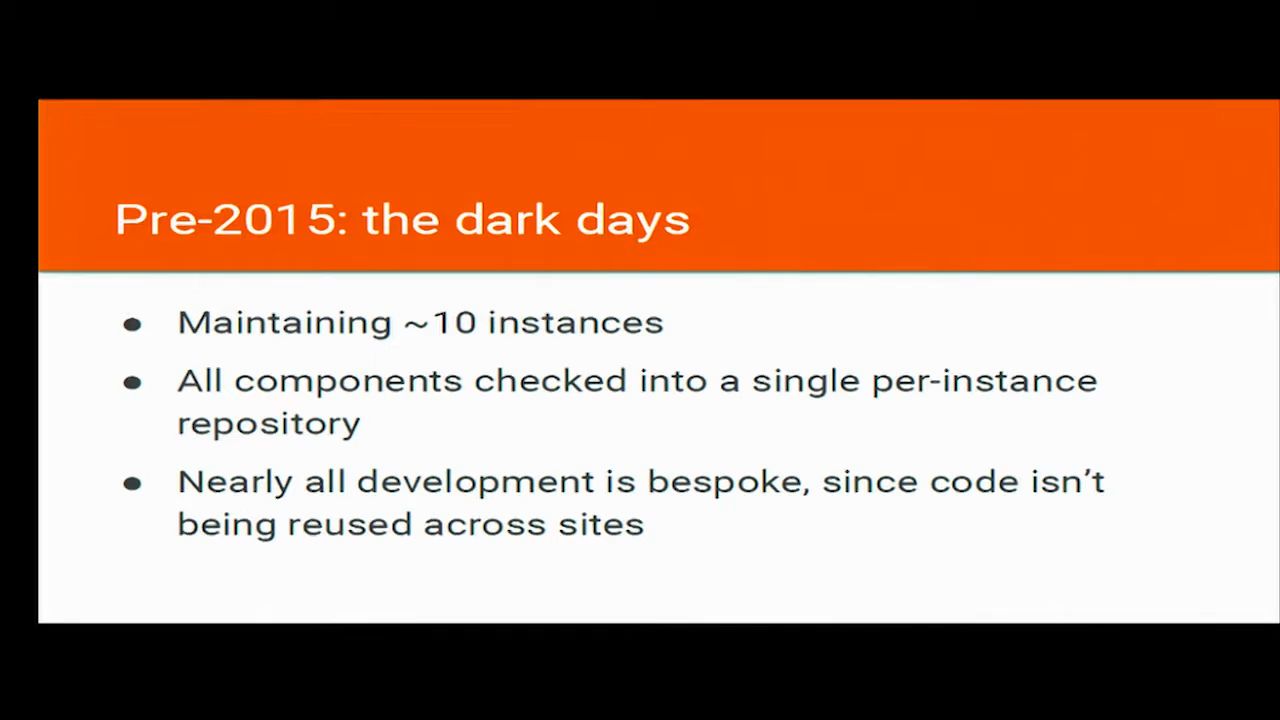 Pre-2015: the dark days
● Maintaining ~10 instances
● All components checked into a single per-instance
repository
● Nearly all development is bespoke, since code isn’t
being reused across sites